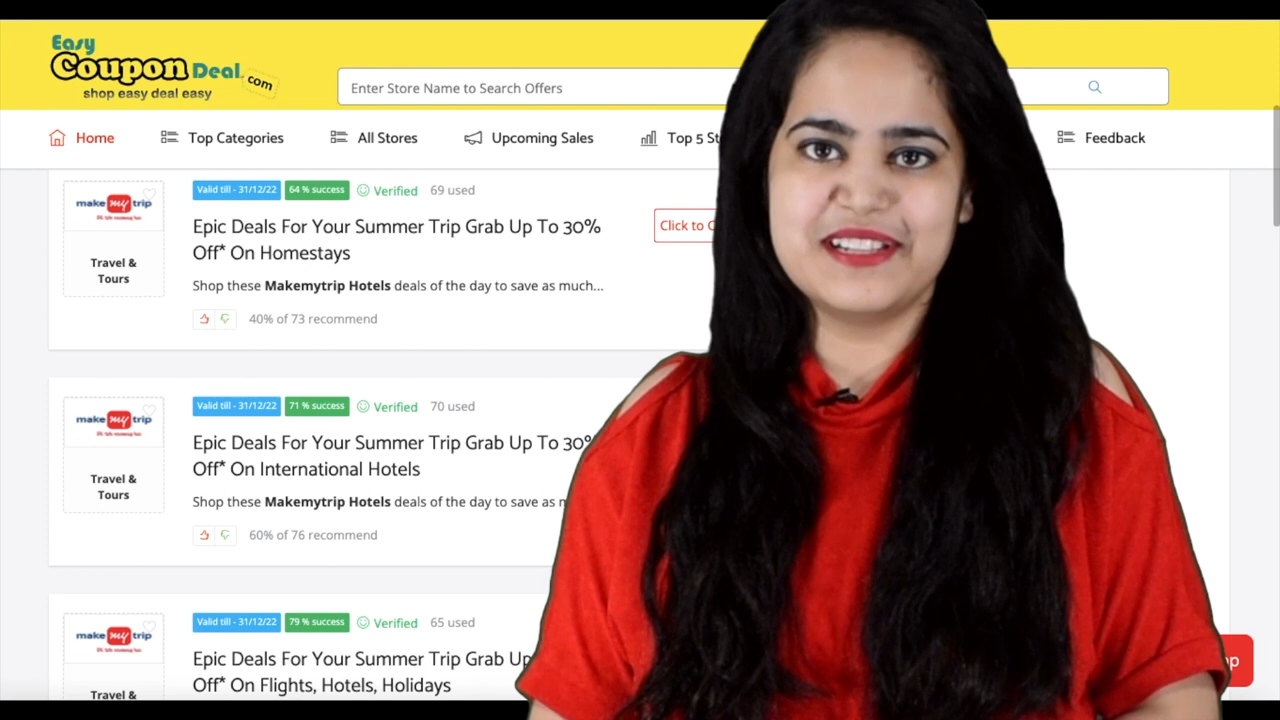 Easy
Coupon Deal.com
shop easy deal easy
Enter Store Name to Search Offers
Home
Top Categories
All Stores
Upcoming Sales
Top 5
Feedback
make my trip
Travel &
Tours
Valid till - 31/12/22
64 % success
Verified
69 used
Epic Deals For Your Summer Trip Grab Up To 30%
Off* On Homestays
Click to
Shop these Makemytrip Hotels deals of the day to save as much...
40% of 73 recommend
make my trip
Travel &
Tours
Valid till - 31/12/22
71 % success
Verified
70 used
Epic Deals For Your Summer Trip Grab Up To 30%
Off* On International Hotels
Shop these Makemytrip Hotels deals of the day to save as
60% of 76 recommend
make my trip
Travel &
Valid till - 31/12/22
79 % success
Verified
65 used
Epic Deals For Your Summer Trip Grab Up
Off* On Flights, Hotels, Holidays